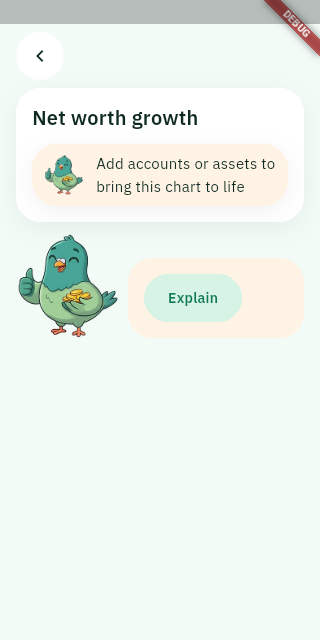 DEBUG
Net worth growth
Add accounts or assets to
bring this chart to life
Explain